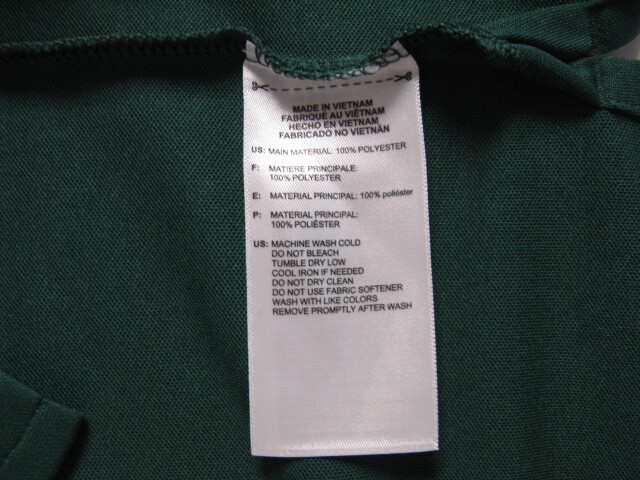 MADE IN VIETNAM
FABRIQUÉ AU VIÊTNAM
HECHO EN VIETNAM
FABRICADO NO VIETNÃN
US: MAIN MATERIAL: 100% POLYESTER
F: MATIERE PRINCIPALE:
100% POLYESTER
E: MATERIAL PRINCIPAL: 100% poliéster
P: MATERIAL PRINCIPAL:
100% POLIÉSTER
US: MACHINE WASH COLD
DO NOT BLEACH
TUMBLE DRY LOW
COOL IRON IF NEEDED
DO NOT DRY CLEAN
DO NOT USE FABRIC SOFTENER
WASH WITH LIKE COLORS
REMOVE PROMPTLY AFTER WASH